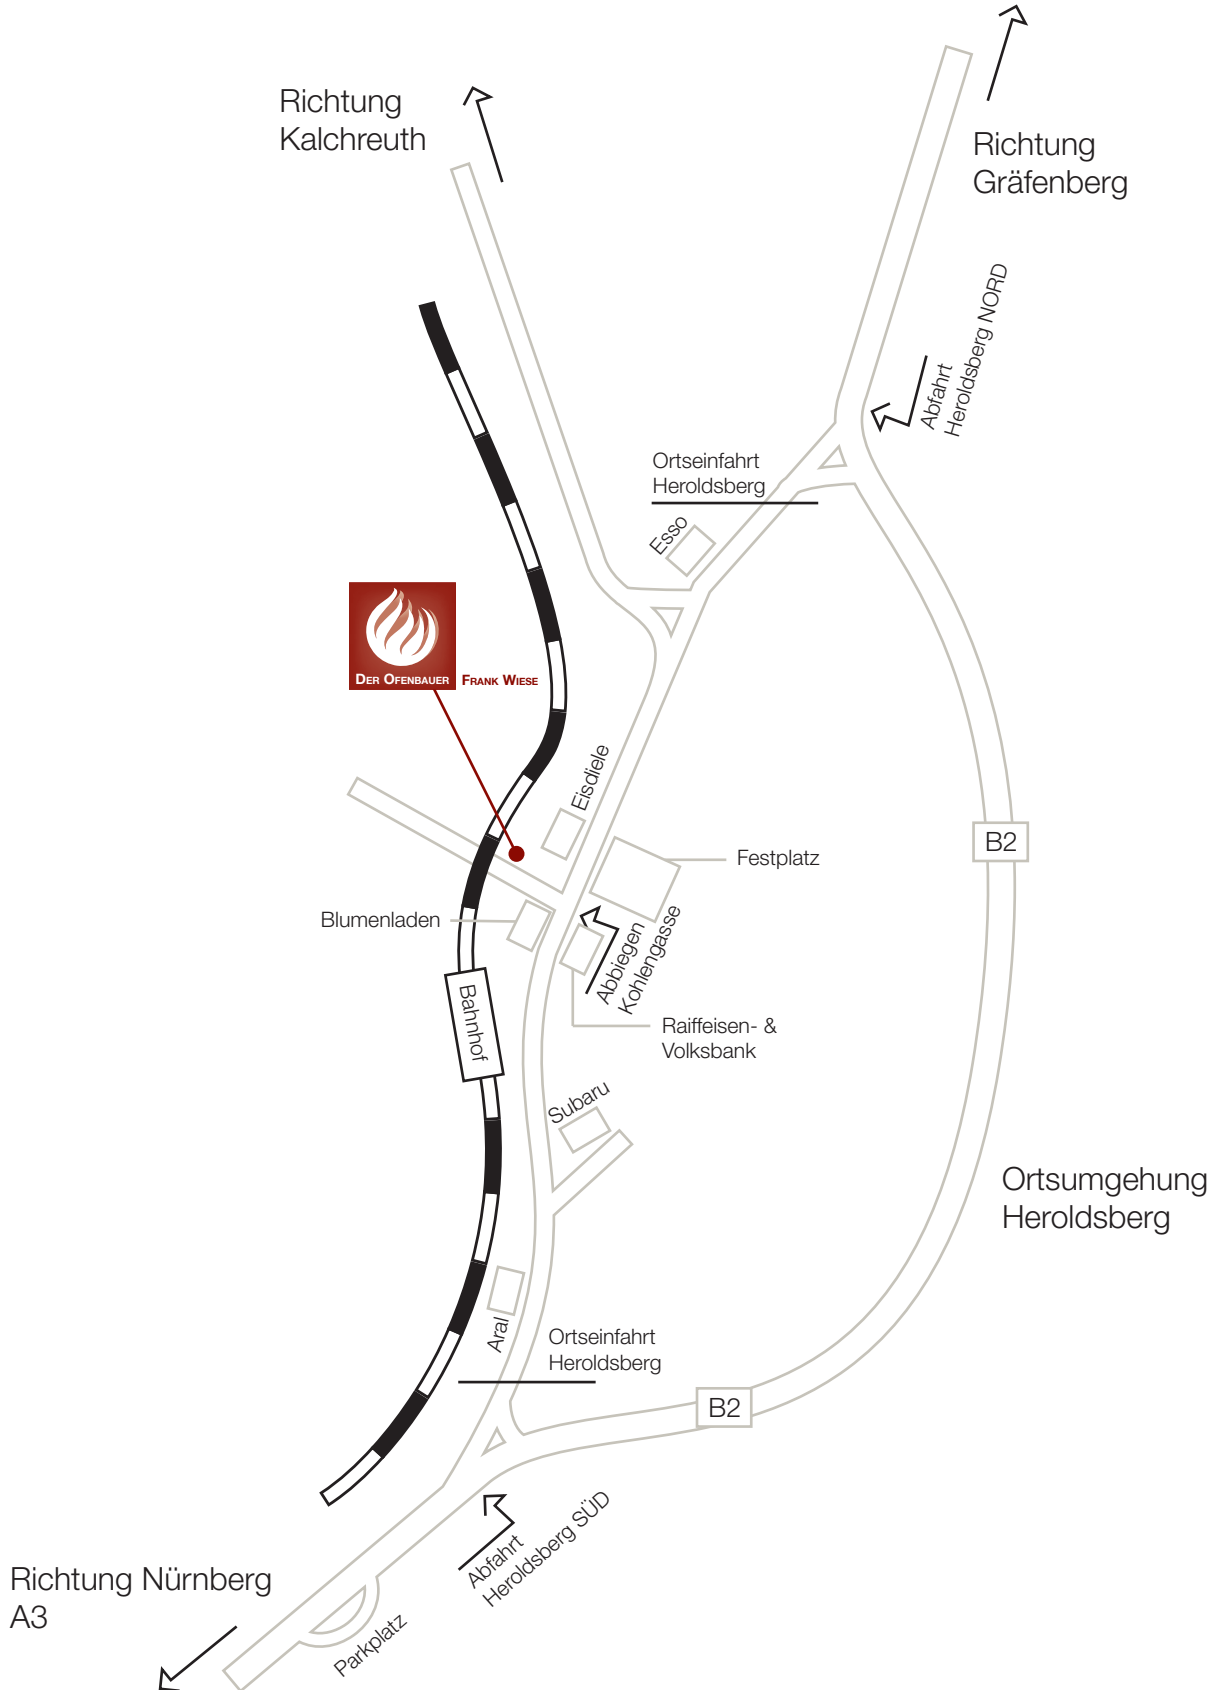 Richtung
Kalchreuth
Richtung
Gräfenberg
Abfahrt
Heroldsberg NORD
Ortseinfahrt
Heroldsberg
Esso
DER OFENBAUER FRANK WIESE
Eisdiele
B2
Festplatz
Blumenladen
Abbiegen
Kohlengasse
Bahnhof
Raiffeisen- &
Volksbank
Subaru
Ortsumgehung
Heroldsberg
Aral
Ortseinfahrt
Heroldsberg
B2
Abfahrt
Heroldsberg SÜD
Richtung Nürnberg
A3
Parkplatz